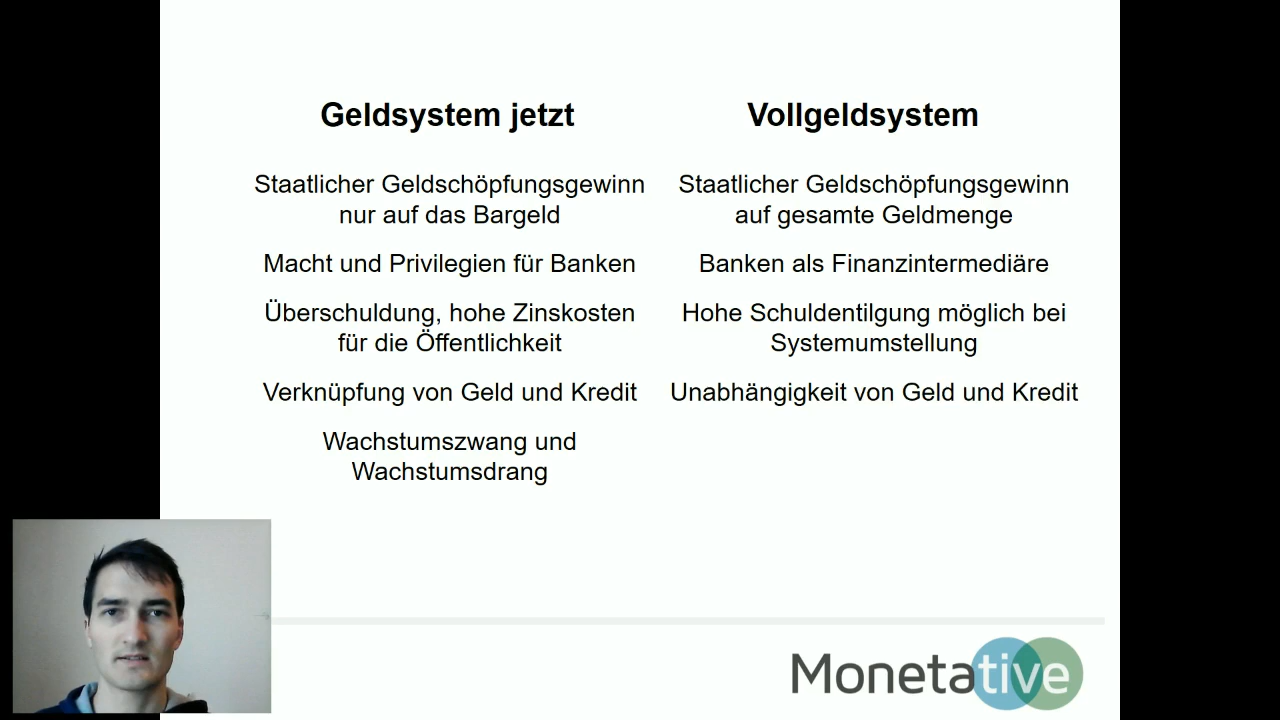 Geldsystem jetzt
Staatlicher Geldschöpfungsgewinn
nur auf das Bargeld
Macht und Privilegien für Banken
Überschuldung, hohe Zinskosten
für die Öffentlichkeit
Verknüpfung von Geld und Kredit
Wachstumszwang und
Wachstumsdrang
Vollgeldsystem
Staatlicher Geldschöpfungsgewinn
auf gesamte Geldmenge
Banken als Finanzintermediäre
Hohe Schuldentilgung möglich bei
Systemumstellung
Unabhängigkeit von Geld und Kredit
Monetative